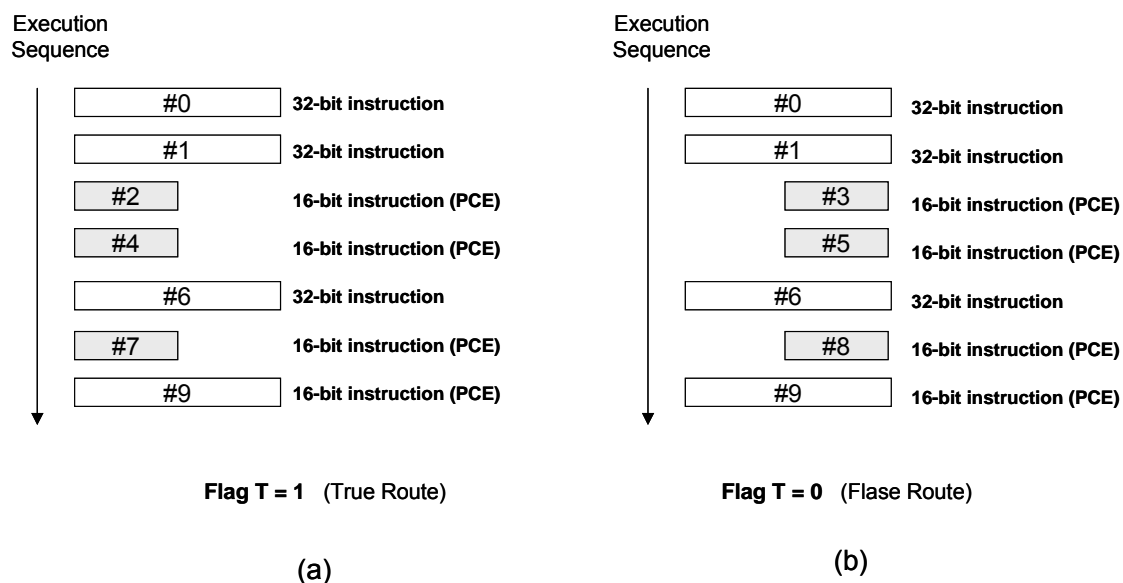 Execution
Sequence
#0 32-bit instruction
#1 32-bit instruction
#2 16-bit instruction (PCE)
#4 16-bit instruction (PCE)
#6 32-bit instruction
#7 16-bit instruction (PCE)
#9 16-bit instruction (PCE)
Flag T = 1 (True Route)
(a)
Execution
Sequence
#0 32-bit instruction
#1 32-bit instruction
#3 16-bit instruction (PCE)
#5 16-bit instruction (PCE)
#6 32-bit instruction
#8 16-bit instruction (PCE)
#9 16-bit instruction (PCE)
Flag T = 0 (Flase Route)
(b)